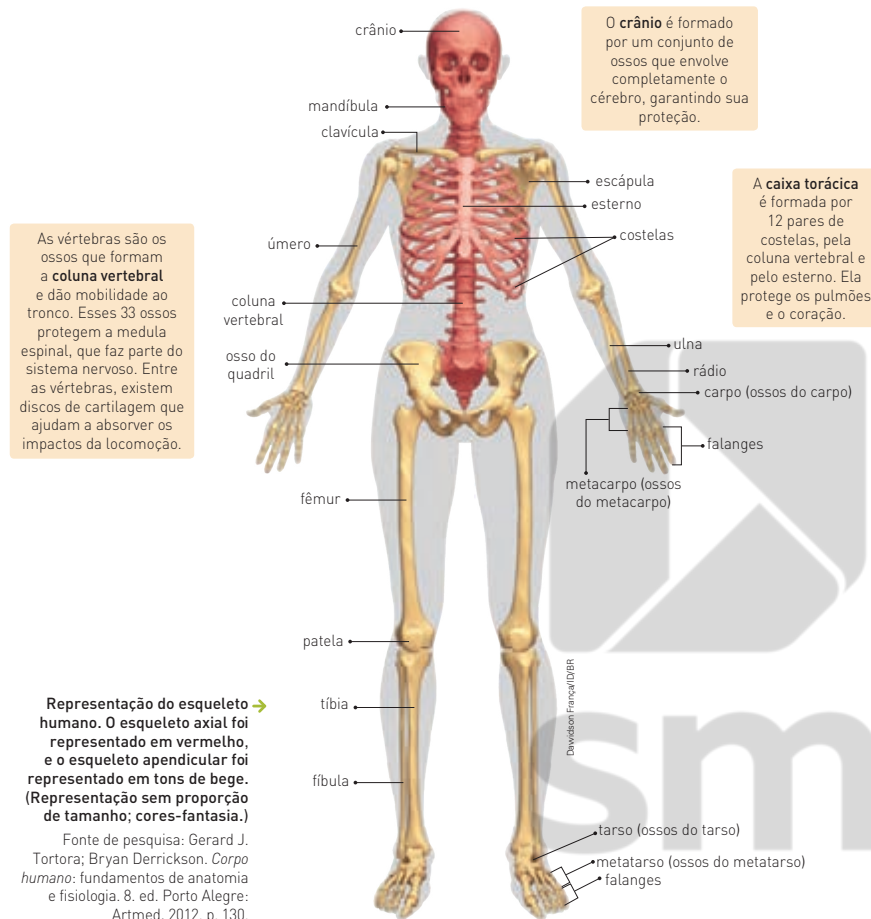 crânio
mandíbula
clavícula
O crânio é formado
por um conjunto de
ossos que envolve
completamente o
cérebro, garantindo sua
proteção.
escápula
esterno
costelas
A caixa torácica
é formada por
12 pares de
costelas, pela
coluna vertebral e
pelo esterno. Ela
protege os pulmões
e o coração.
As vértebras são os
ossos que formam
a coluna vertebral
e dão mobilidade ao
tronco. Esses 33 ossos
protegem a medula
espinal, que faz parte do
sistema nervoso. Entre
as vértebras, existem
discos de cartilagem que
ajudam a absorver os
impactos da locomoção.
úmero
coluna
vertebral
osso do
quadril
ulna
rádio
carpo (ossos do carpo)
falanges
metacarpo (ossos
do metacarpo)
fêmur
patela
tíbia
fíbula
Dawidson França/ID/BR
sm
Representação do esqueleto
humano. O esqueleto axial foi
representado em vermelho,
e o esqueleto apendicular foi
representado em tons de bege.
(Representação sem proporção
de tamanho; cores-fantasia.)
Fonte de pesquisa: Gerard J.
Tortora; Bryan Derrickson. Corpo
humano: fundamentos de anatomia
e fisiologia. 8. ed. Porto Alegre:
Artmed, 2012. p. 130.
tarso (ossos do tarso)
metatarso (ossos do metatarso)
falanges